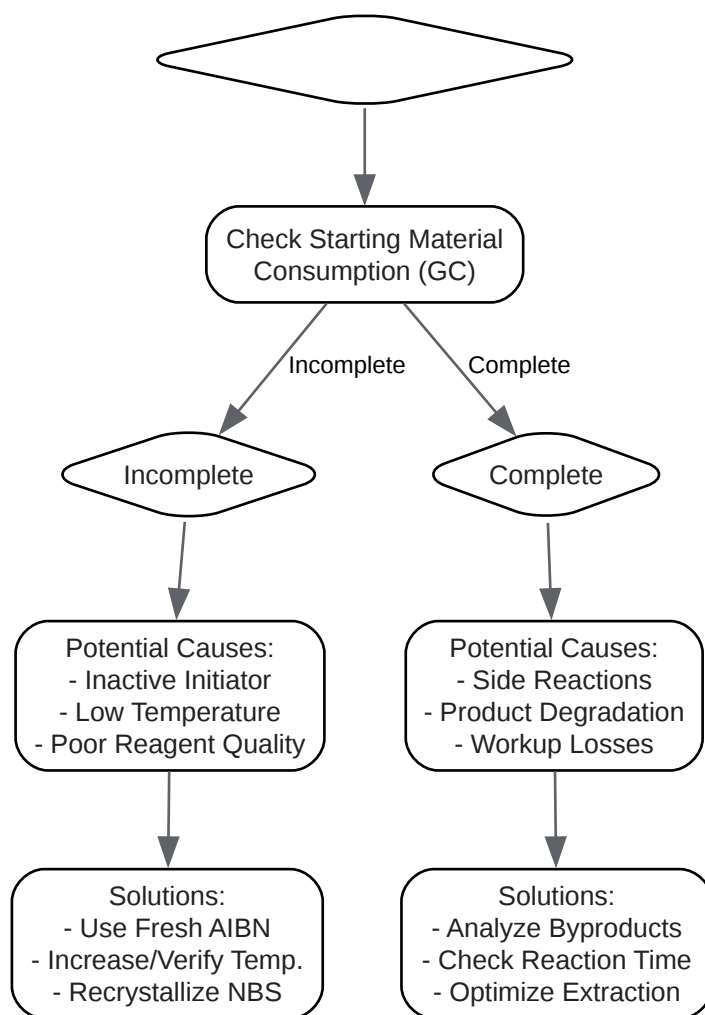 Check Starting Material
Consumption (GC)
Incomplete
Complete
Incomplete
Complete
Potential Causes:
- Inactive Initiator
- Low Temperature
- Poor Reagent Quality
Potential Causes:
- Side Reactions
- Product Degradation
- Workup Losses
Solutions:
- Use Fresh AIBN
- Increase/Verify Temp.
- Recrystallize NBS
Solutions:
- Analyze Byproducts
- Check Reaction Time
- Optimize Extraction